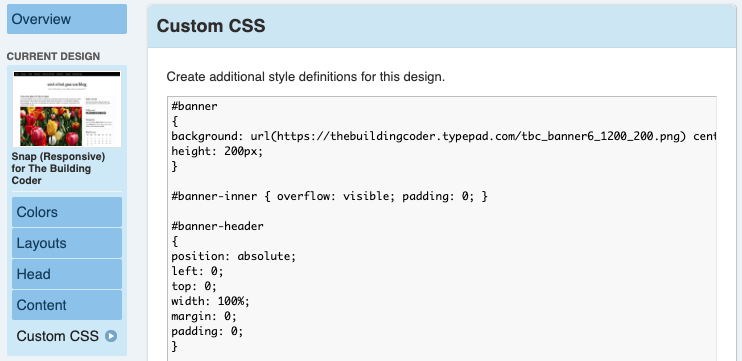 Overview
CURRENT DESIGN
Snap (Responsive)
for The Building
Coder
Colors
Layouts
Head
Content
Custom CSS
Custom CSS
Create additional style definitions for this design.
#banner
{
background: url(https://thebuildingcoder.typepad.com/tbc_banner6_1200_200.png) cent
height: 200px;
}
#banner-inner { overflow: visible; padding: 0; }
#banner-header
{
position: absolute;
left: 0;
top: 0;
width: 100%;
margin: 0;
padding: 0;
}